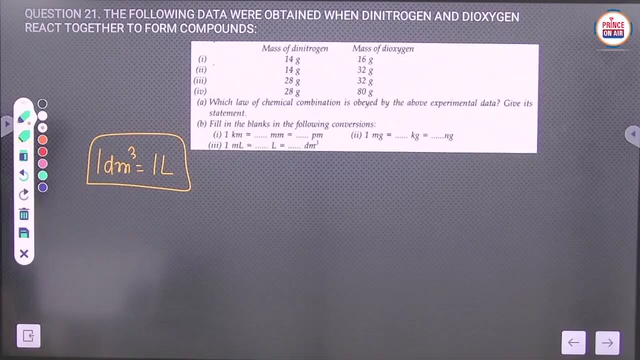 QUESTION 21. THE FOLLOWING DATA WERE OBTAINED WHEN DINITROGEN AND DIOXYGEN
REACT TOGETHER TO FORM COMPOUNDS:
PRINCE
ON AIR
Mass of dinitrogen Mass of dioxygen
(i) 14 g 16 g
(ii) 14 g 32 g
(iii) 28 g 32 g
(iv) 28 g 80 g
(a) Which law of chemical combination is obeyed by the above experimental data? Give its
statement.
(b) Fill in the blanks in the following conversions:
(i) 1 km = ...... mm = ...... pm (ii) 1 mg = ...... kg = ......ng
(iii) 1 mL = ...... L = ...... dm³
1dm³ = 1L